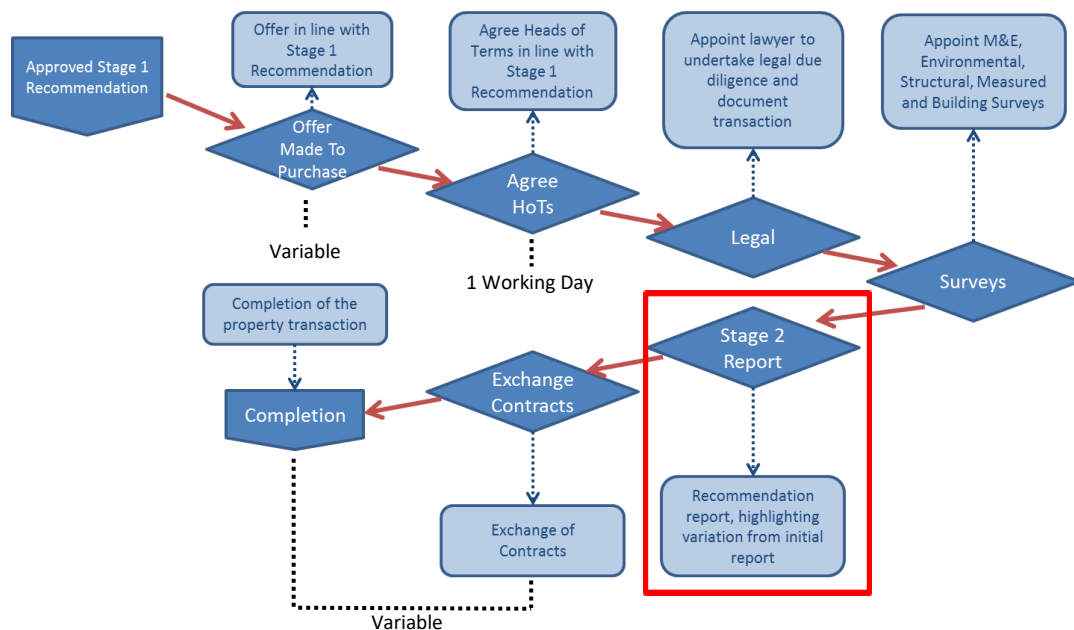 Approved Stage 1
Recommendation
Offer in line with
Stage 1
Recommendation
Offer
Made To
Purchase
Variable
Agree Heads of
Terms in line with
Stage 1
Recommendation
Agree
HoTs
1 Working Day
Appoint lawyer to
undertake legal due
diligence and
document
transaction
Legal
Appoint M&E,
Environmental,
Structural, Measured
and Building Surveys
Surveys
Stage 2
Report
Recommendation
report, highlighting
variation from initial
report
Exchange
Contracts
Exchange of
Contracts
Completion of the
property transaction
Completion
Variable